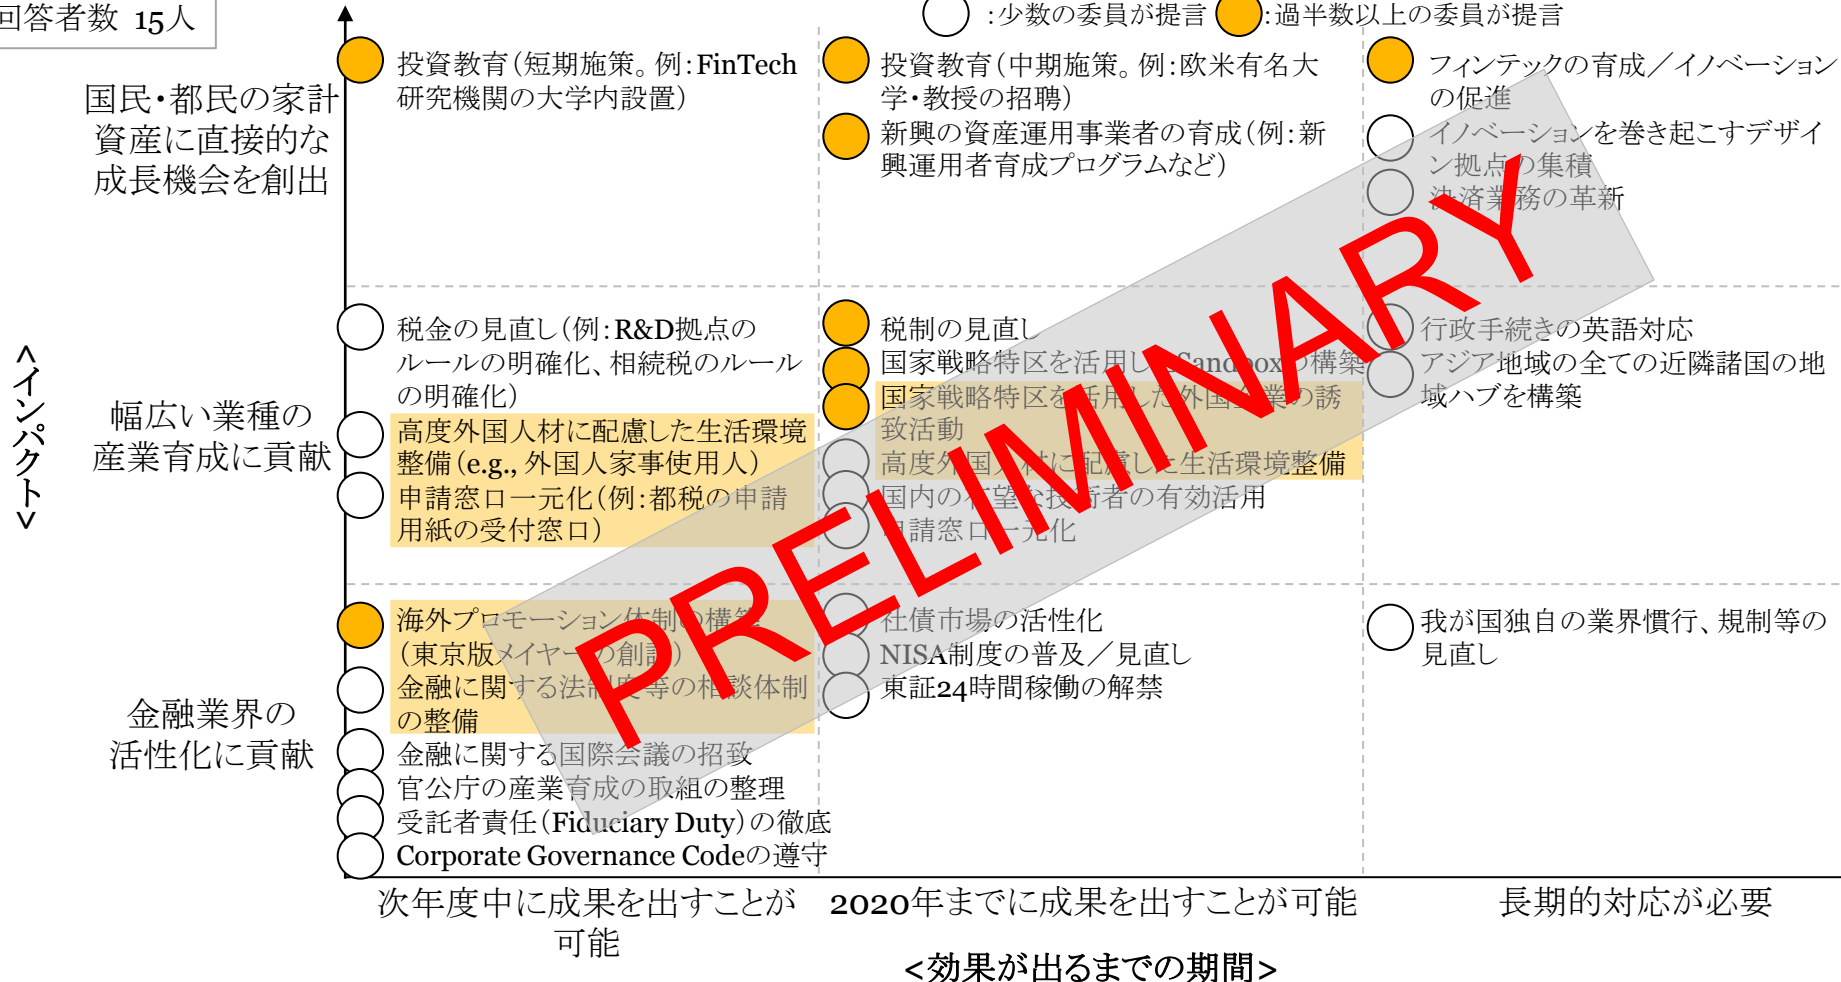 回答者数 15人
:少数の委員が提言
:過半数以上の委員が提言
<インパクト>
国民・都民の家計
資産に直接的な
成長機会を創出
投資教育(短期施策。例:FinTech
研究機関の大学内設置)
投資教育(中期施策。例:欧米有名大
学・教授の招聘)
新興の資産運用事業者の育成(例:新
興運用者育成プログラムなど)
フィンテックの育成/イノベーション
の促進
イノベーションを巻き起こすデザイ
ン拠点の集積
決済業務の革新
幅広い業種の
産業育成に貢献
税金の見直し(例:R&D拠点の
ルールの明確化、相続税のルール
の明確化)
高度外国人材に配慮した生活環境
整備(e.g., 外国人家事使用人)
申請窓口一元化(例:都税の申請
用紙の受付窓口)
税制の見直し
国家戦略特区を活用し Sandboxの構築
国家戦略特区を活用した外国企業の誘
致活動
高度外国人材に配慮した生活環境整備
国内の有望な技術者の有効活用
申請窓口一元化
行政手続きの英語対応
アジア地域の全ての近隣諸国の地
域ハブを構築
金融業界の
活性化に貢献
海外プロモーション体制の構築
(東京版メイヤーの創設)
金融に関する法制度等の相談体制
の整備
金融に関する国際会議の招致
官公庁の産業育成の取組の整理
受託者責任(Fiduciary Duty)の徹底
Corporate Governance Codeの遵守
社債市場の活性化
NISA制度の普及/見直し
東証24時間稼働の解禁
我が国独自の業界慣行、規制等の
見直し
PRELIMINARY
次年度中に成果を出すことが
可能
2020年までに成果を出すことが可能
長期的対応が必要
<効果が出るまでの期間>